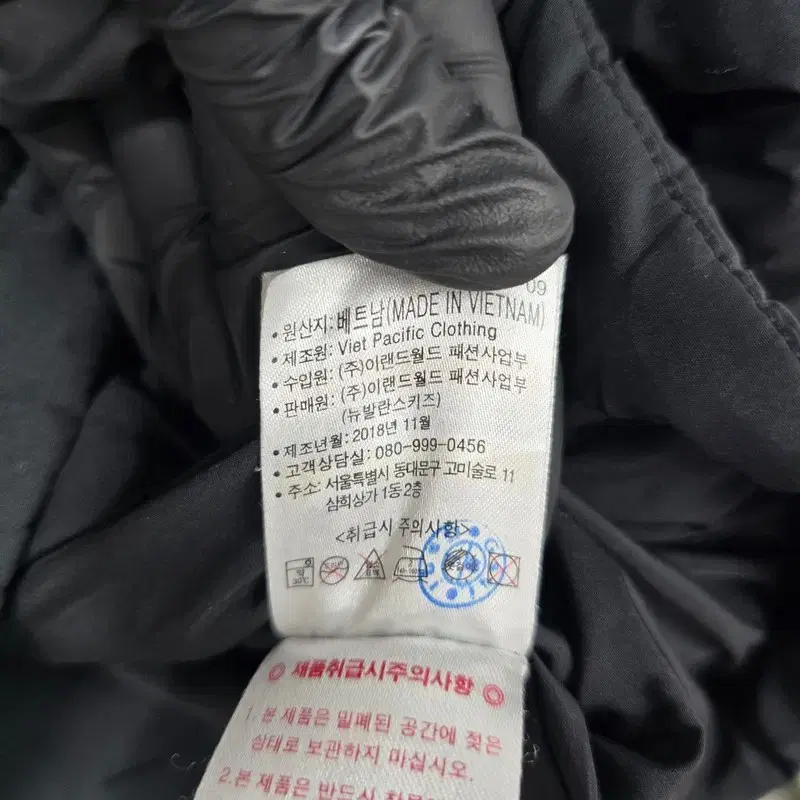 09
• 원산지: 베트남(MADE IN VIETNAM)
• 제조원: Viet Pacific Clothing
• 수입원: (주)이랜드월드 패션사업부
• 판매원: (주)이랜드월드 패션사업부
(뉴발란스키즈)
• 제조년월: 2018년 11월
• 고객상담실: 080-999-0456
• 주소: 서울특별시 동대문구 고미술로 11
삼희상가 1동 2층
<취급시 주의사항>
약 30℃
◎ 제품취급시주의사항 ◎
1. 본 제품은 밀폐된 공간에 젖은
상태로 보관하지 마십시오.
2. 본 제품은 반드시